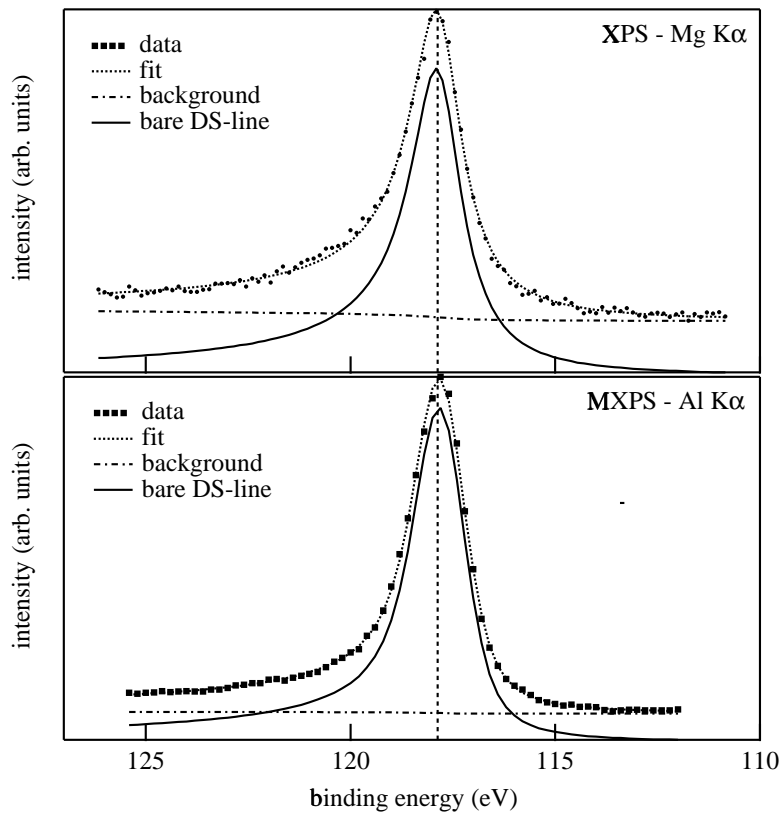 XPS - Mg Kα
data
fit
background
bare DS-line
intensity (arb. units)
MXPS - Al Kα
data
fit
background
bare DS-line
intensity (arb. units)
125 120 115 110
binding energy (eV)